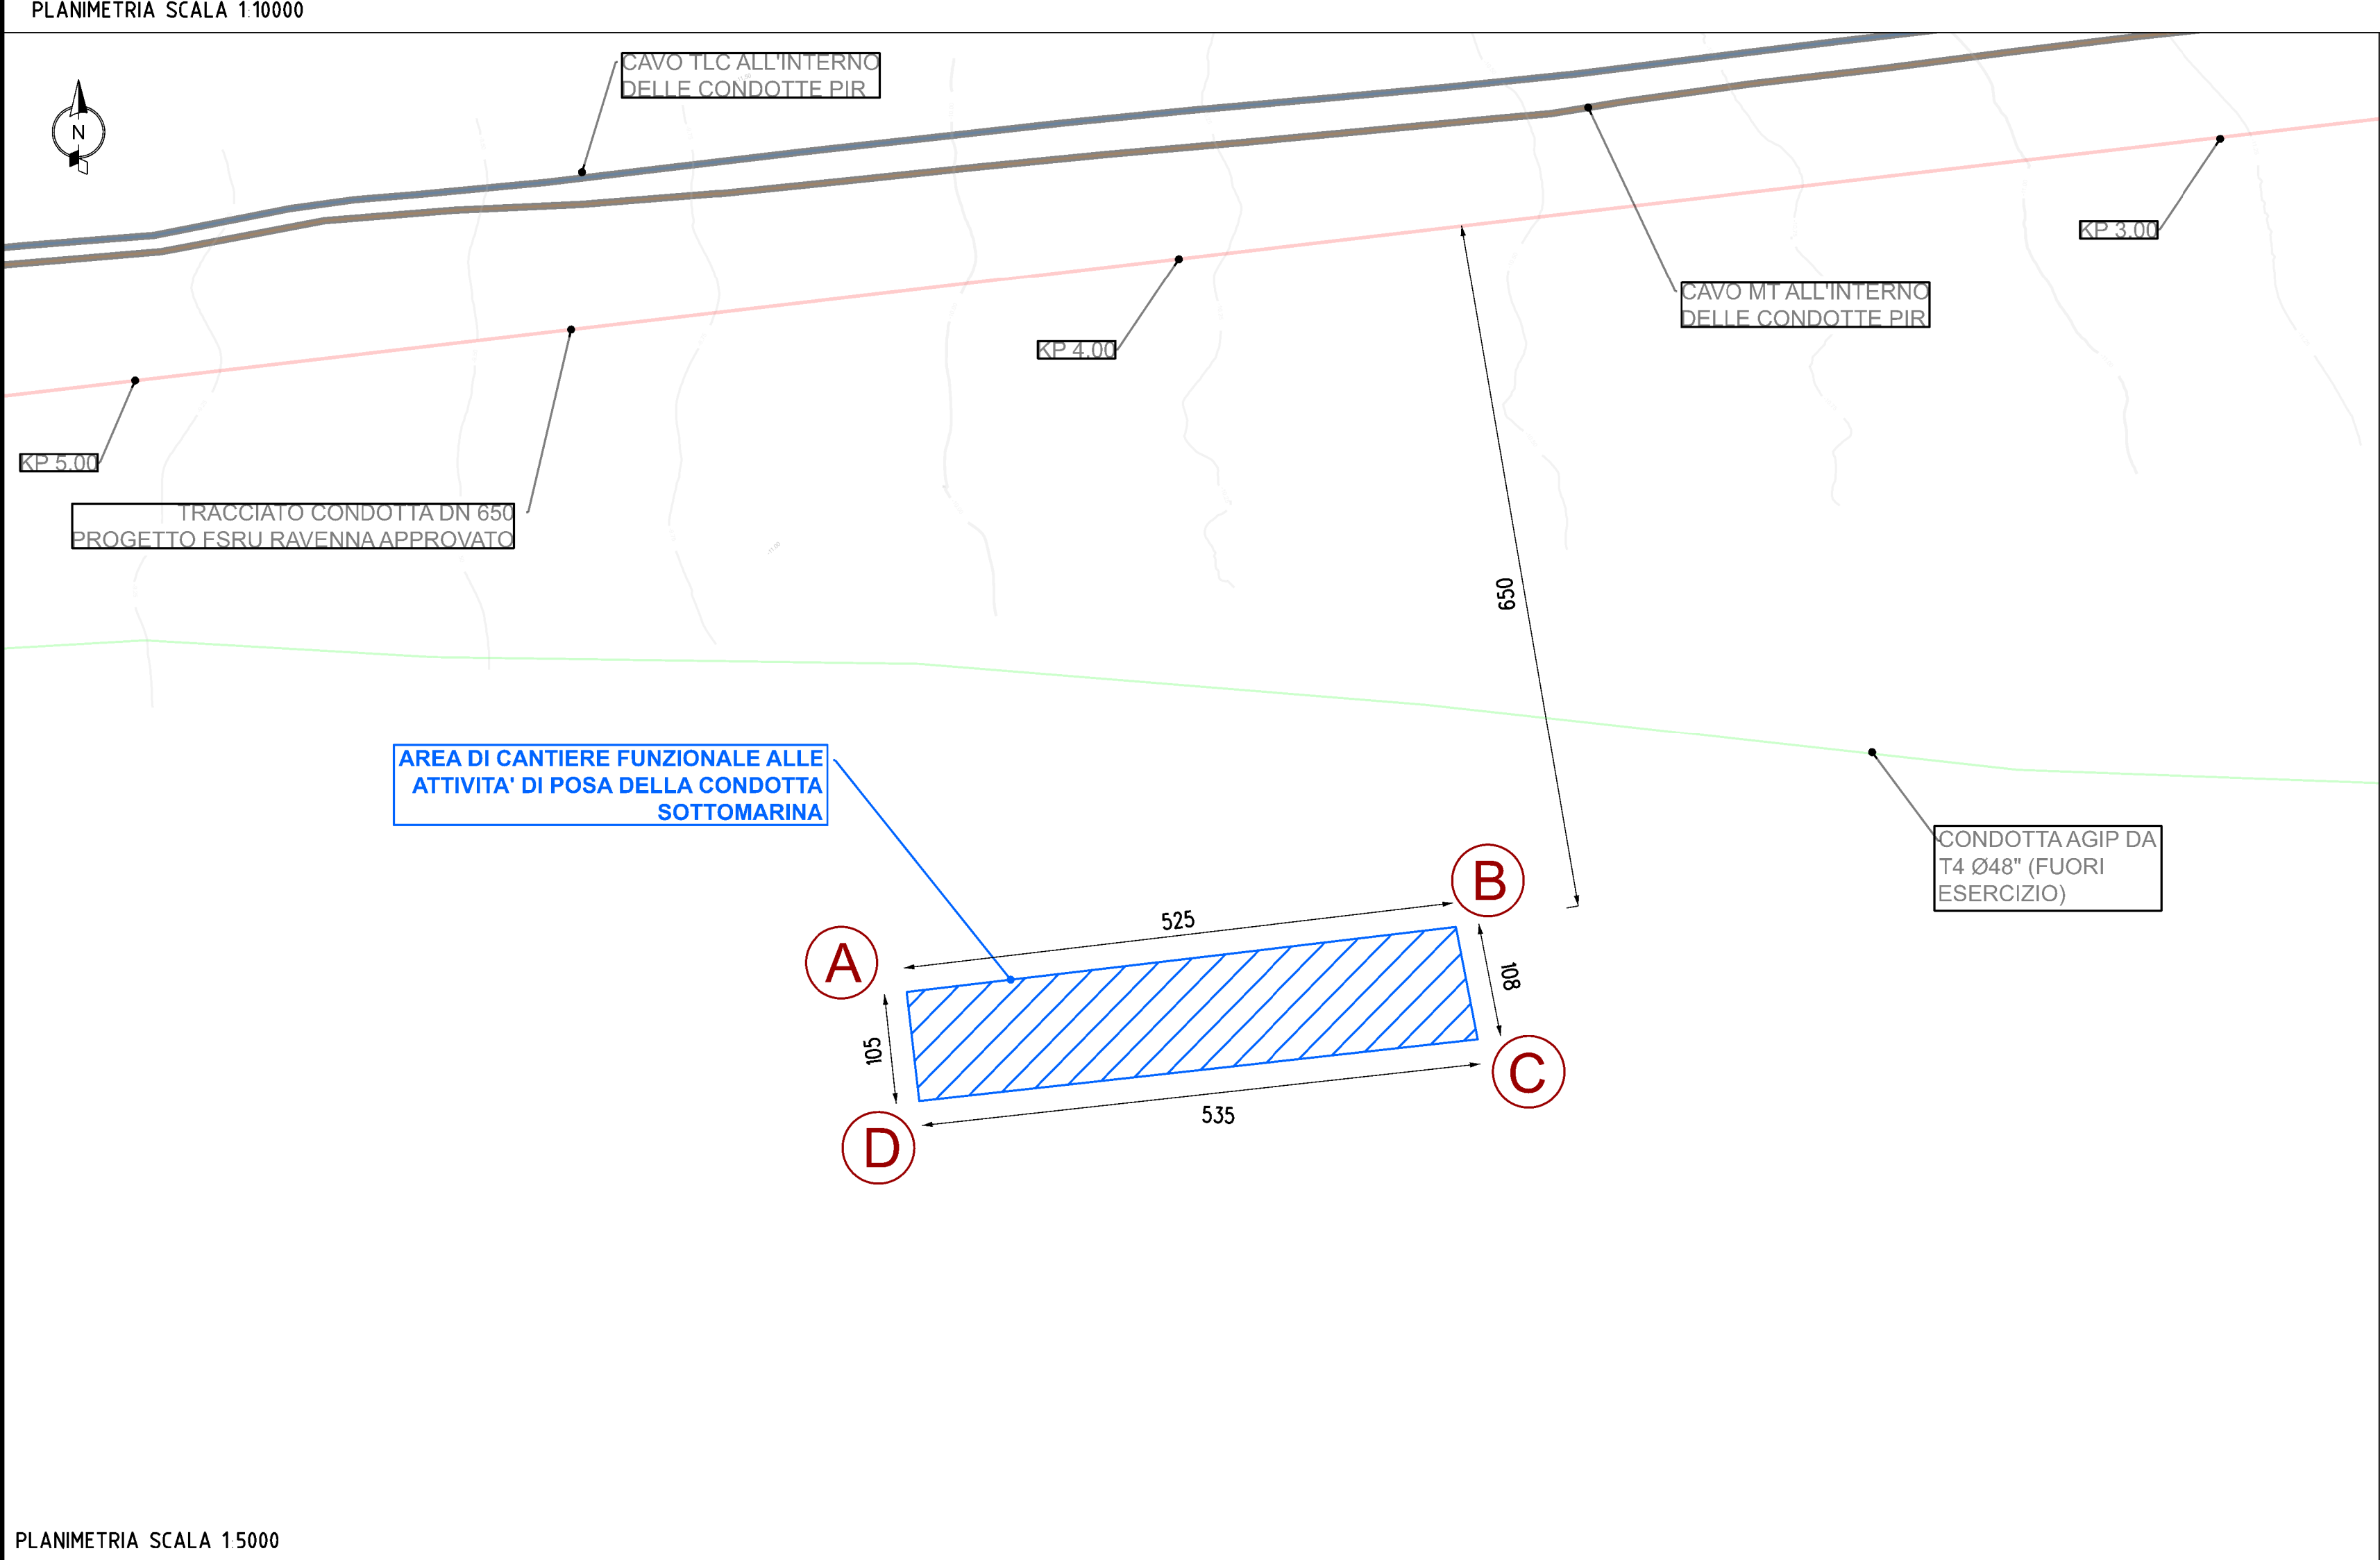 PLANIMETRIA SCALA 1:10000
CAVO TLC ALL'INTERNO
DELLE CONDOTTE PIR
N
KP 3.00
CAVO MT ALL'INTERNO
DELLE CONDOTTE PIR
KP 4.00
KP 5.00
TRACCIATO CONDOTTA DN 650
PROGETTO FSRU RAVENNA APPROVATO
650
AREA DI CANTIERE FUNZIONALE ALLE
ATTIVITA' DI POSA DELLA CONDOTTA
SOTTOMARINA
CONDOTTA AGIP DA
T4 Ø48" (FUORI
ESERCIZIO)
B
525
A
108
105
C
535
D
PLANIMETRIA SCALA 1:5000